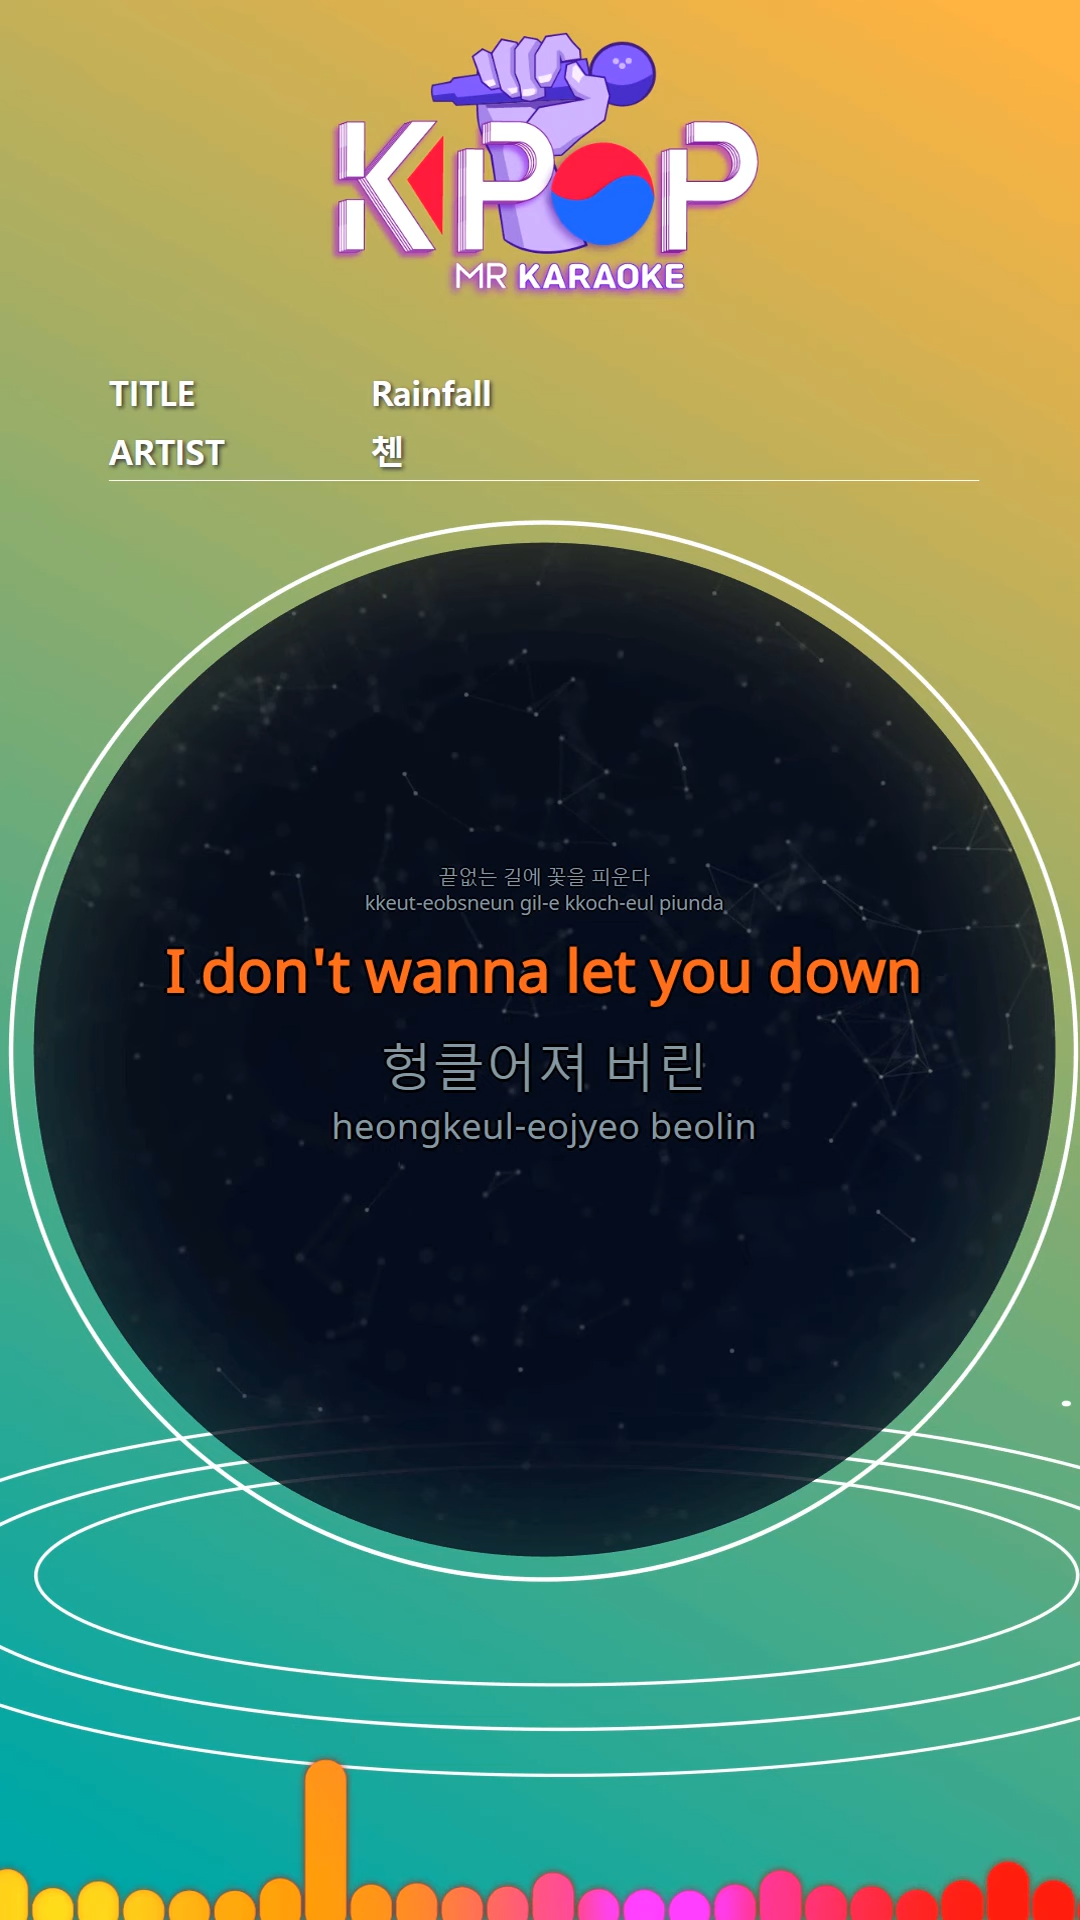 KPOP
MR KARAOKE
TITLE Rainfall
ARTIST 첸
끝없는 길에 꽃을 피운다
kkeut-eobsneun gil-e kkoch-eul piunda
I don't wanna let you down
헝클어져 버린
heongkeul-eojyeo beolin